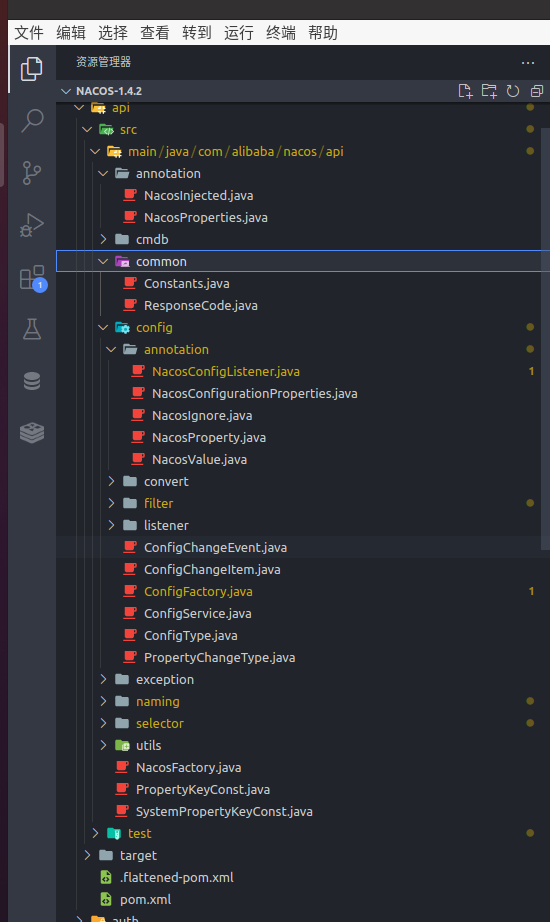 文件 编辑 选择 查看 转到 运行 终端 帮助
资源管理器
NACOS-1.4.2
api
src
main/java/com/alibaba/nacos/api
annotation
NacosInjected.java
NacosProperties.java
cmdb
common
Constants.java
ResponseCode.java
config
annotation
NacosConfigListener.java 1
NacosConfigurationProperties.java
NacosIgnore.java
NacosProperty.java
NacosValue.java
convert
filter
listener
ConfigChangeEvent.java
ConfigChangeItem.java
ConfigFactory.java 1
ConfigService.java
ConfigType.java
PropertyChangeType.java
exception
naming
selector
utils
NacosFactory.java
PropertyKeyConst.java
SystemPropertyKeyConst.java
test
target
.flattened-pom.xml
pom.xml
auth
1